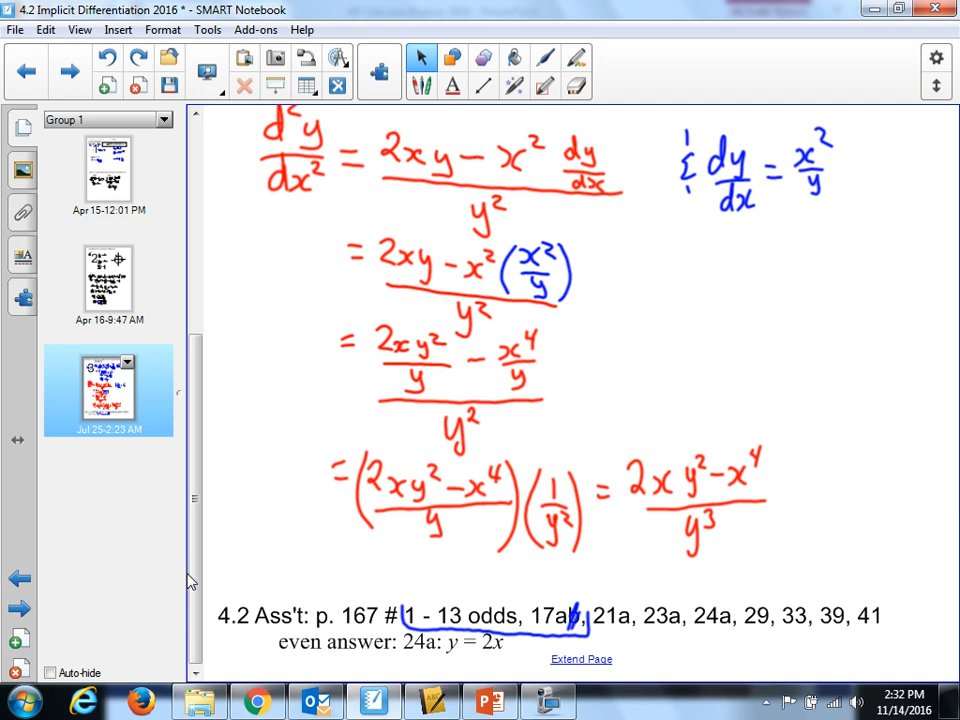 4.2 Implicit Differentiation 2016 * - SMART Notebook
File Edit View Insert Format Tools Add-ons Help
Group 1
Apr 15-12:01 PM
Apr 16-9:47 AM
Jul 25-2:23 AM
d²y/dx² = (2xy - x² dy/dx)/y²
& dy/dx = x²/y
= (2xy - x² (x²/y))/y²
= (2xy²/y - x⁴/y)/y²
= ((2xy² - x⁴)/y)(1/y²) = (2xy² - x⁴)/y³
4.2 Ass't: p. 167 # 1 - 13 odds, 17ab, 21a, 23a, 24a, 29, 33, 39, 41
even answer: 24a: y = 2x
Extend Page
Auto-hide
2:32 PM
11/14/2016